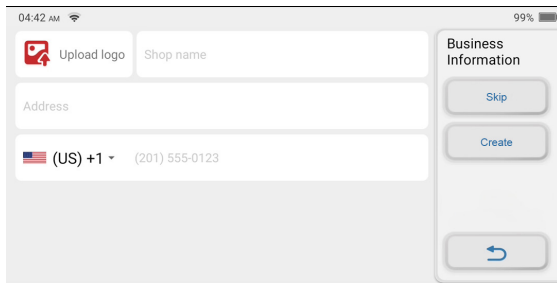 04:42 AM
99%
Upload logo
Shop name
Address
(US) +1
(201) 555-0123
Business
Information
Skip
Create